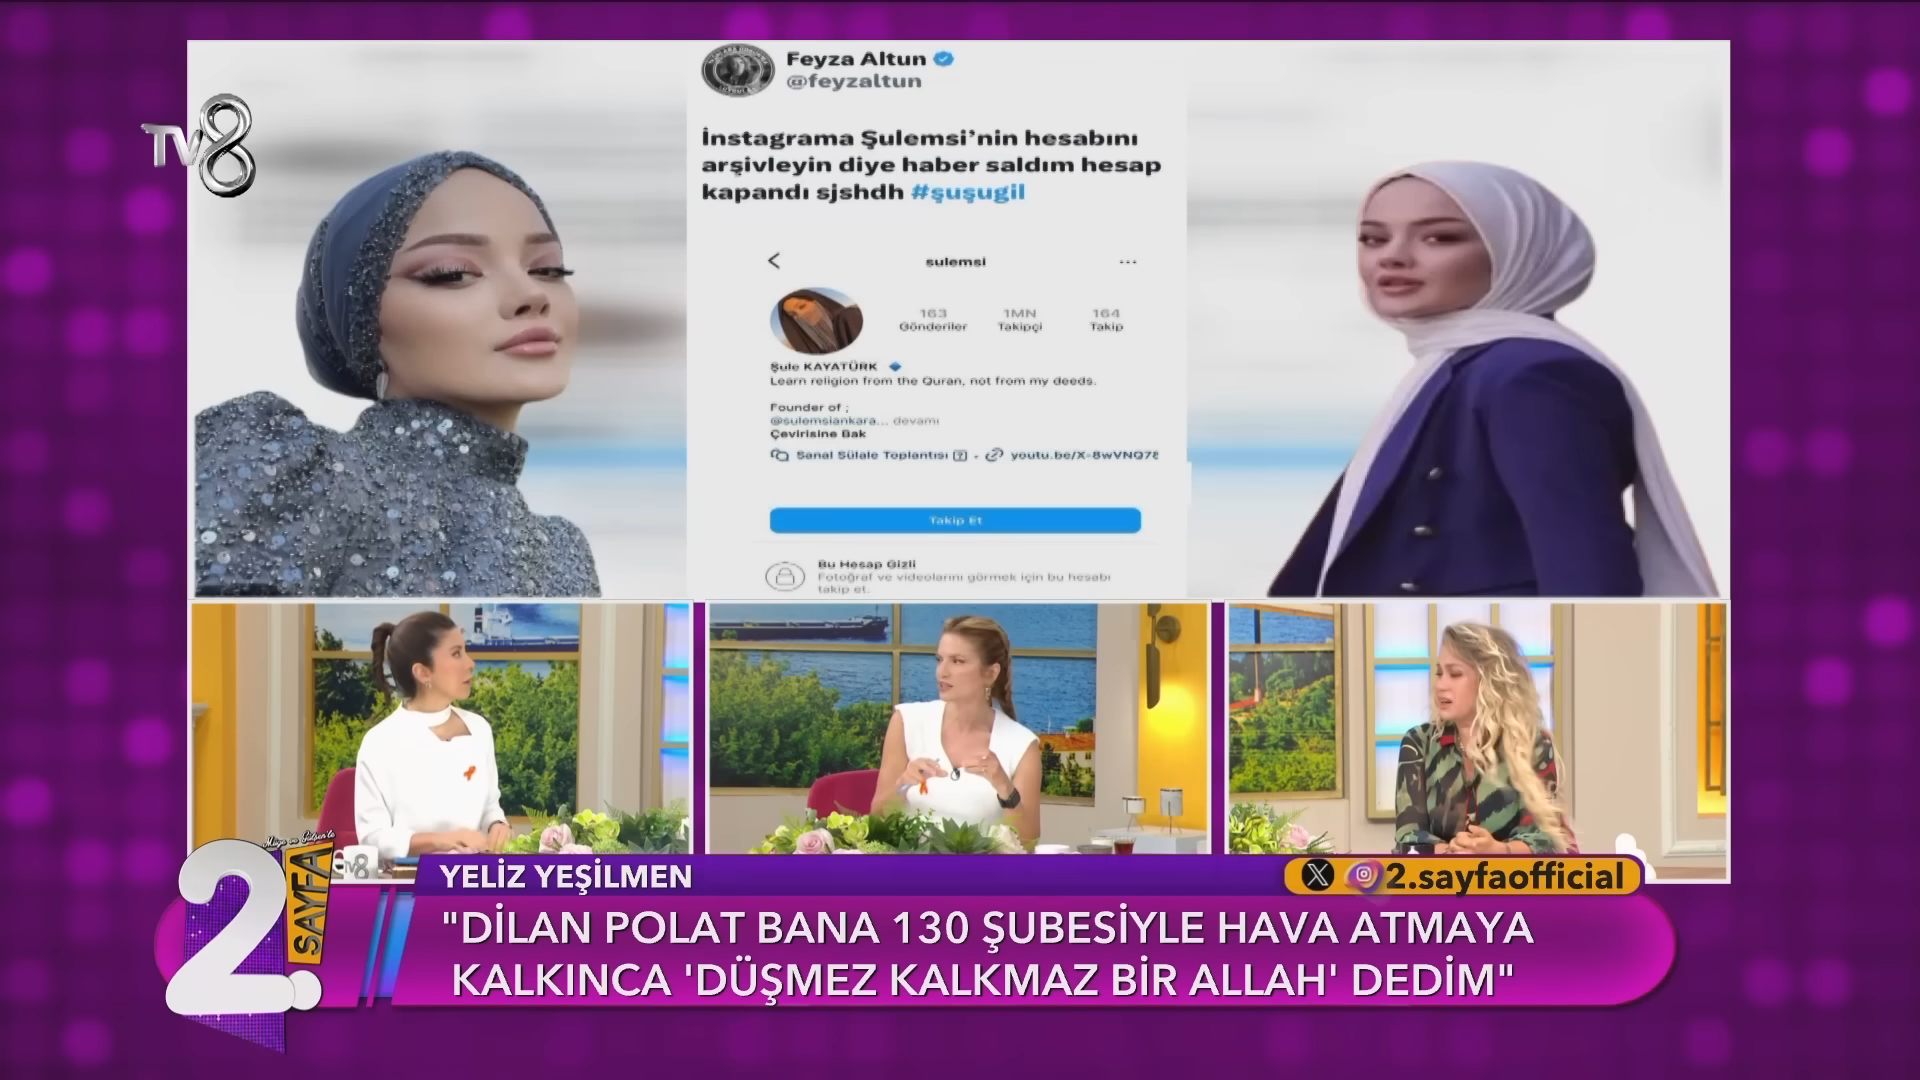 Feyza Altun
@feyzaltun
TV8
İnstagrama Şulemsi'nin hesabını
arşivleyin diye haber saldım hesap
kapandı sjshdh #şuşugil
sulemsi
163 1MN 164
Gönderiler Takipçi Takip
Şule KAYATÜRK
Learn religion from the Quran, not from my deeds.
Founder of ;
@sulemsiankara... devamı
Çevirisine Bak
Sanal Sülale Toplantısı ? . youtu.be/X-8wVNQ78
Takip Et
Bu Hesap Gizli
Fotoğraf ve videolarını görmek için bu hesabı
takip et.
TV8
2. SAYFA
YELİZ YEŞİLMEN
2.sayfaofficial
"DİLAN POLAT BANA 130 ŞUBESİYLE HAVA ATMAYA
KALKINCA 'DÜŞMEZ KALKMAZ BİR ALLAH' DEDİM"